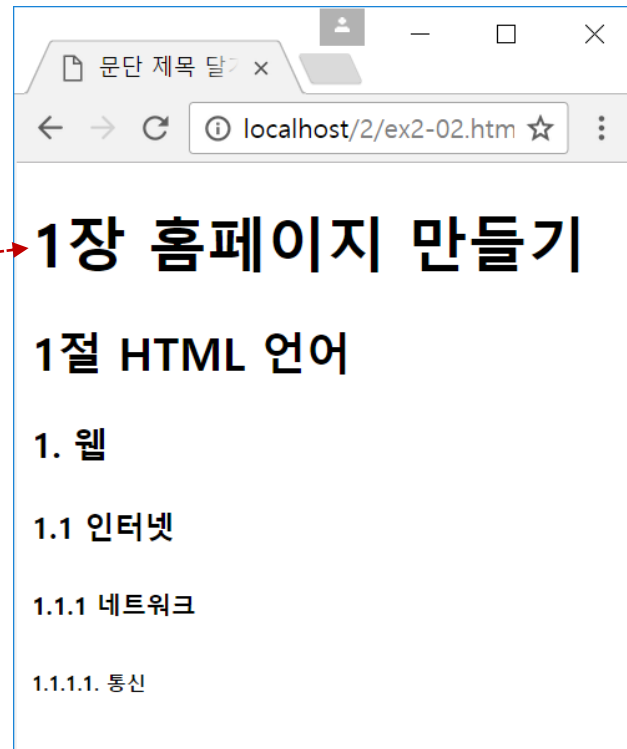 문단 제목 달
localhost/2/ex2-02.htm
1장 홈페이지 만들기
1절 HTML 언어
1. 웹
1.1 인터넷
1.1.1 네트워크
1.1.1.1. 통신